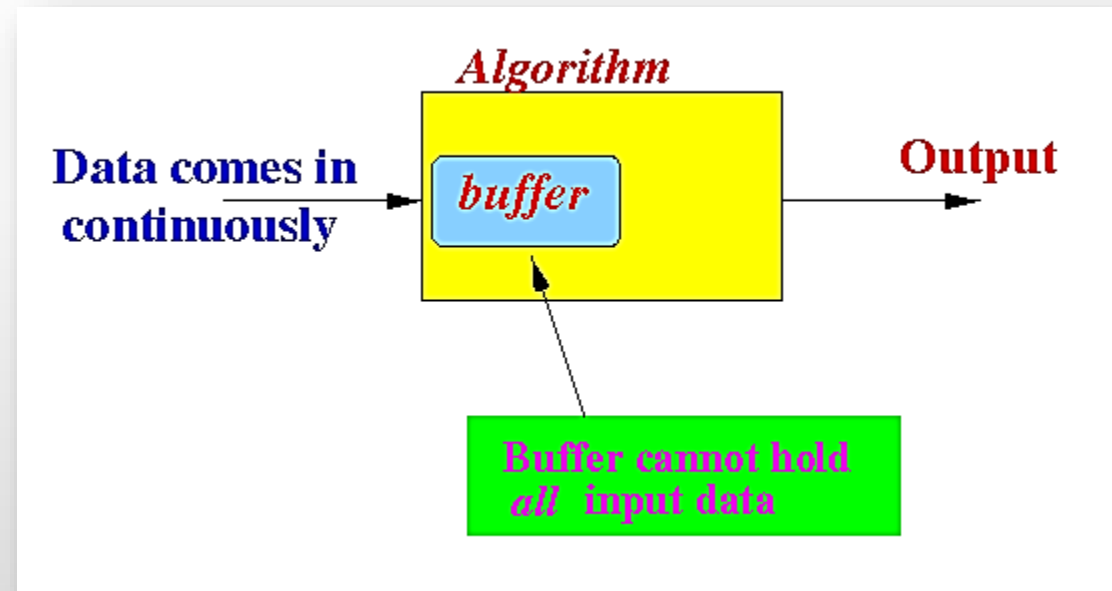 Algorithm
Data comes in
continuously
buffer
Output
Buffer cannot hold
all input data